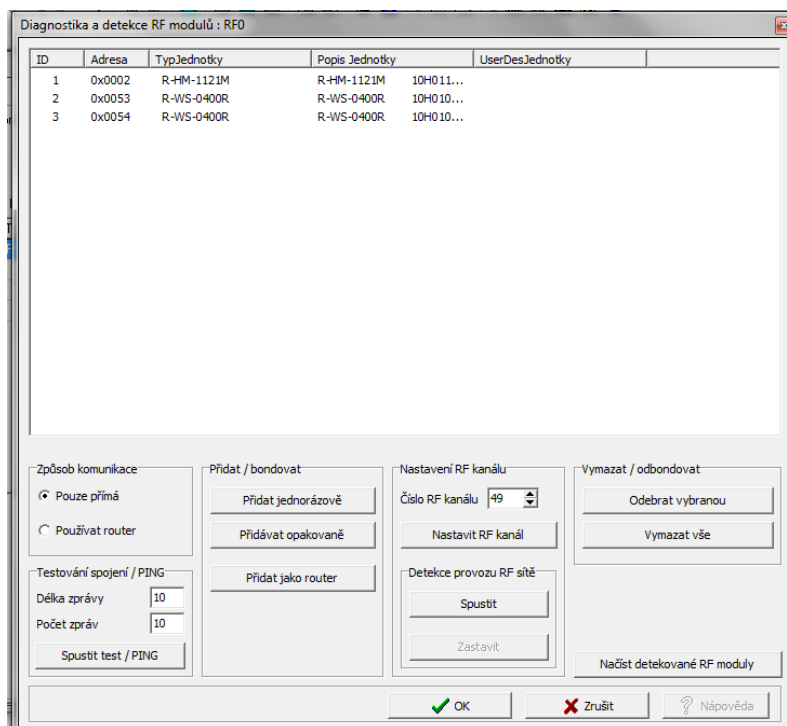 Diagnostika a detekce RF modulů : RF0
ID Adresa TypJednotky Popis Jednotky UserDesJednotky
1 0x0002 R-HM-1121M R-HM-1121M 10H011...
2 0x0053 R-WS-0400R R-WS-0400R 10H010...
3 0x0054 R-WS-0400R R-WS-0400R 10H010...
Způsob komunikace
Pouze přímá
Používat router
Testování spojení / PING
Délka zprávy 10
Počet zpráv 10
Spustit test / PING
Přidat / bondovat
Přidat jednorázově
Přidávat opakovaně
Přidat jako router
Nastavení RF kanálu
Číslo RF kanálu 49
Nastavit RF kanál
Detekce provozu RF sítě
Spustit
Zastavit
Vymazat / odbondovat
Odebrat vybranou
Vymazat vše
Načíst detekované RF moduly
OK
Zrušit
Nápověda